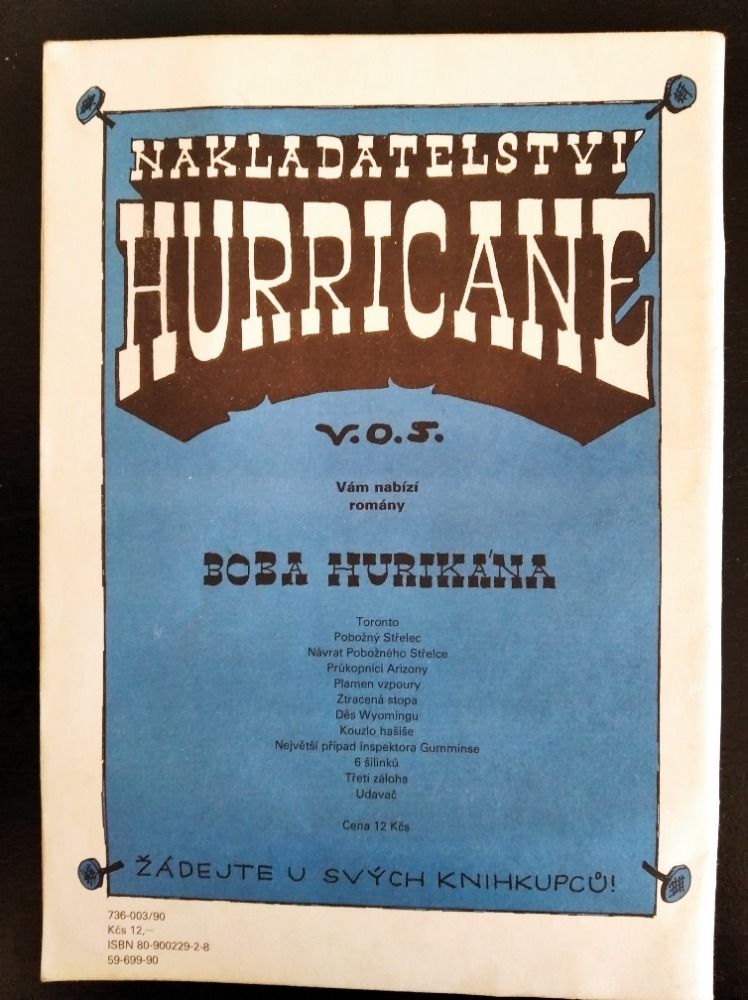 NAKLADATELSTVÍ
HURRICANE
V.O.S.
Vám nabízí
romány
BOBA HURIKÁNA
Toronto
Pobožný Střelec
Návrat Pobožného Střelce
Průkopníci Arizony
Plamen vzpoury
Ztracená stopa
Děs Wyomingu
Kouzlo hašiše
Největší případ inspektora Gumminse
6 šilinků
Třetí záloha
Udavač
Cena 12 Kčs
ŽÁDEJTE U SVÝCH KNIHKUPCŮ!
736-003/90
Kčs 12,—
ISBN 80-900229-2-8
59-699-90